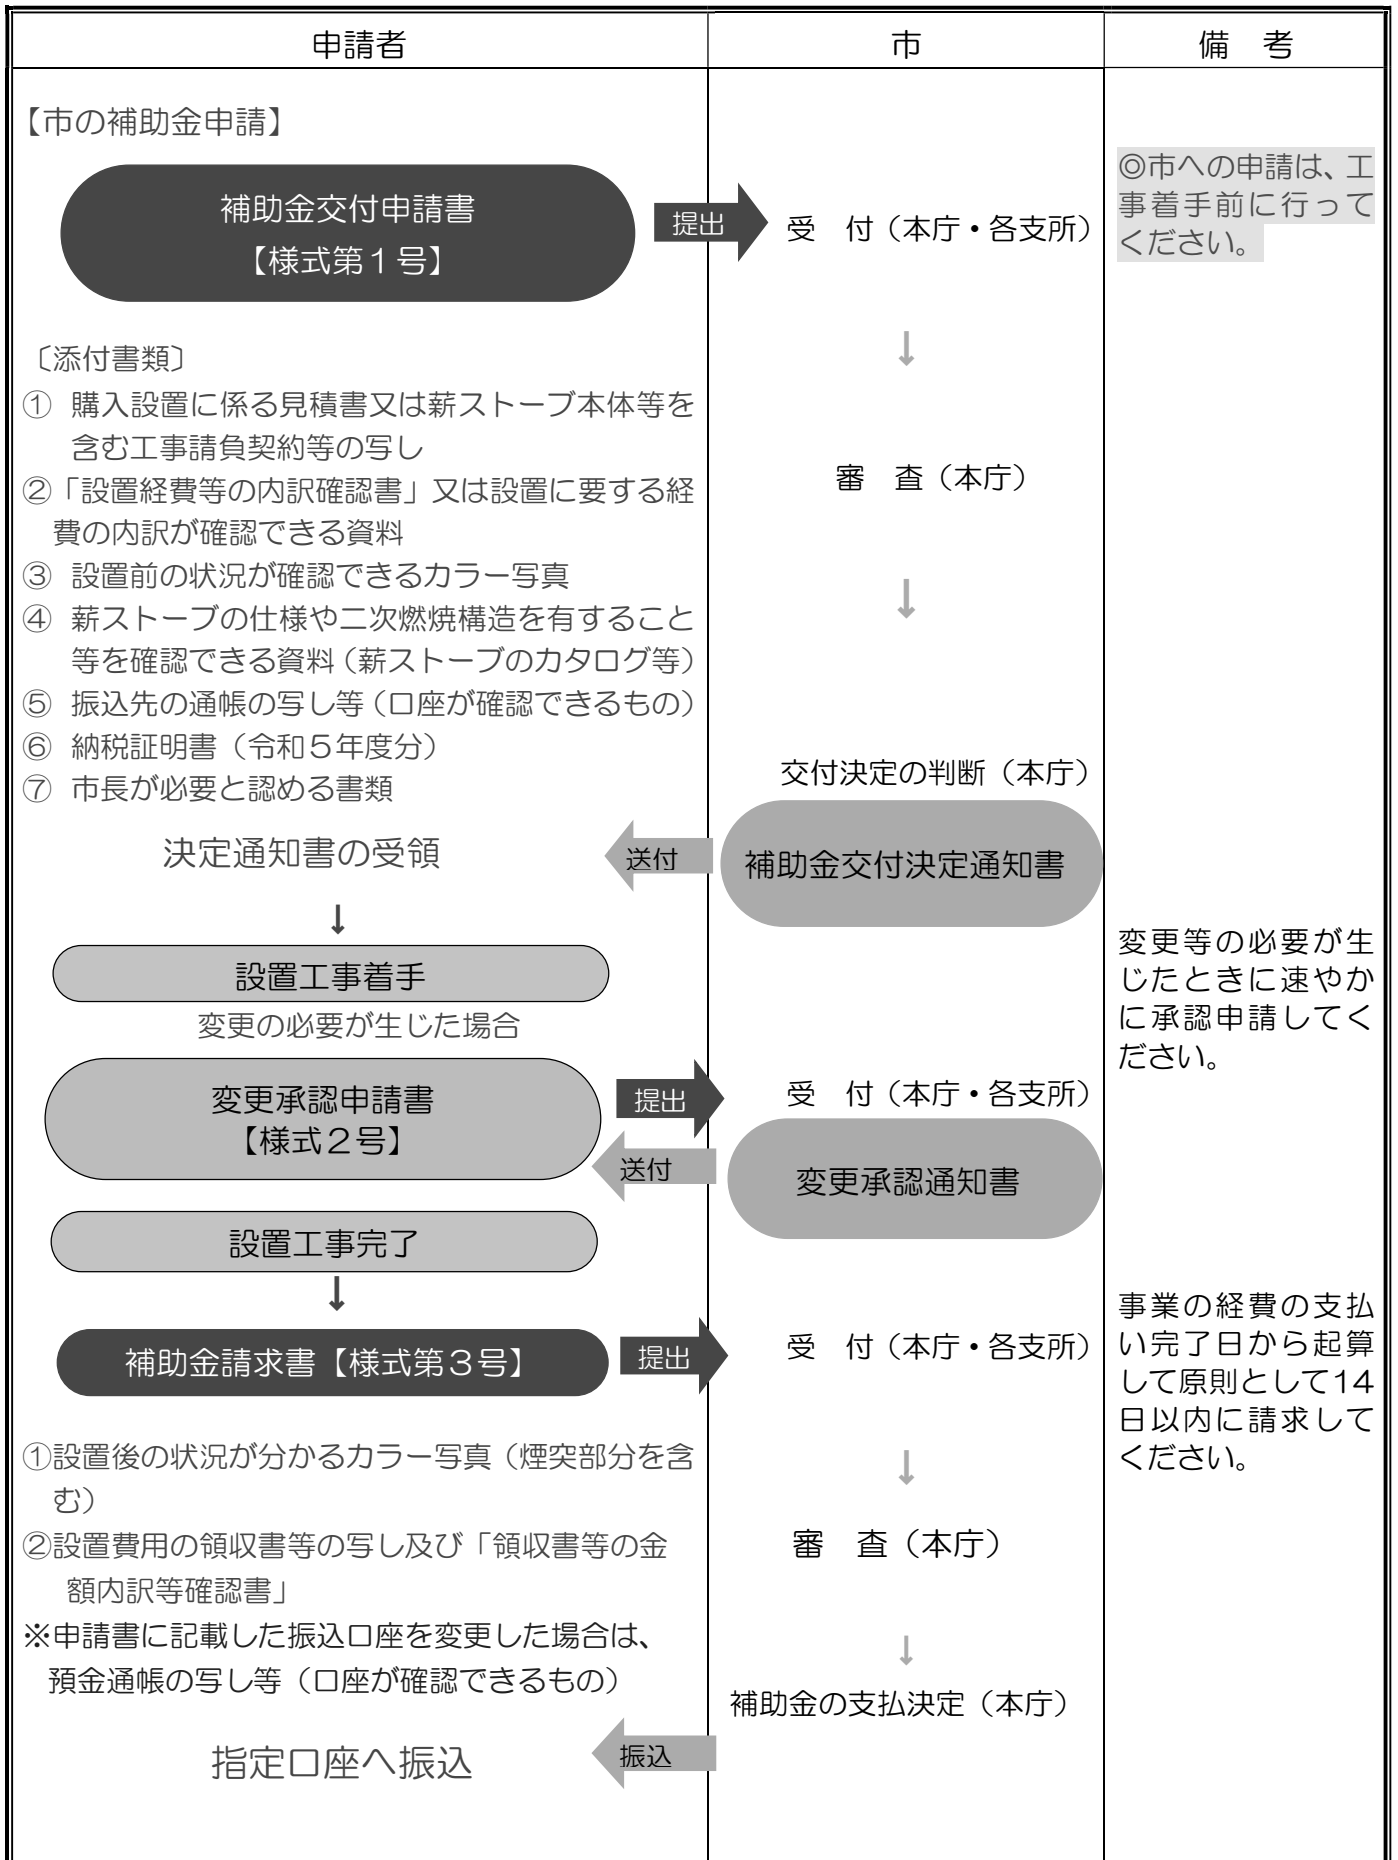 申請者
市
備　考
【市の補助金申請】
補助金交付申請書
【様式第１号】
提出
受　付（本庁・各支所）
◎市への申請は、工
事着手前に行って
ください。
↓
〔添付書類〕
① 購入設置に係る見積書又は薪ストーブ本体等を
含む工事請負契約等の写し
②「設置経費等の内訳確認書」又は設置に要する経
費の内訳が確認できる資料
③ 設置前の状況が確認できるカラー写真
④ 薪ストーブの仕様や二次燃焼構造を有すること
等を確認できる資料（薪ストーブのカタログ等）
⑤ 振込先の通帳の写し等（口座が確認できるもの）
⑥ 納税証明書（令和５年度分）
⑦ 市長が必要と認める書類
審　査（本庁）
↓
交付決定の判断（本庁）
補助金交付決定通知書
送付
決定通知書の受領
↓
設置工事着手
変更の必要が生じた場合
変更等の必要が生
じたときに速やか
に承認申請してく
ださい。
変更承認申請書
【様式２号】
提出
受　付（本庁・各支所）
送付
変更承認通知書
設置工事完了
↓
補助金請求書【様式第３号】
提出
受　付（本庁・各支所）
事業の経費の支払
い完了日から起算
して原則として14
日以内に請求して
ください。
①設置後の状況が分かるカラー写真（煙突部分を含
む）
②設置費用の領収書等の写し及び「領収書等の金
額内訳等確認書」
※申請書に記載した振込口座を変更した場合は、
預金通帳の写し等（口座が確認できるもの）
↓
審　査（本庁）
↓
補助金の支払決定（本庁）
振込
指定口座へ振込